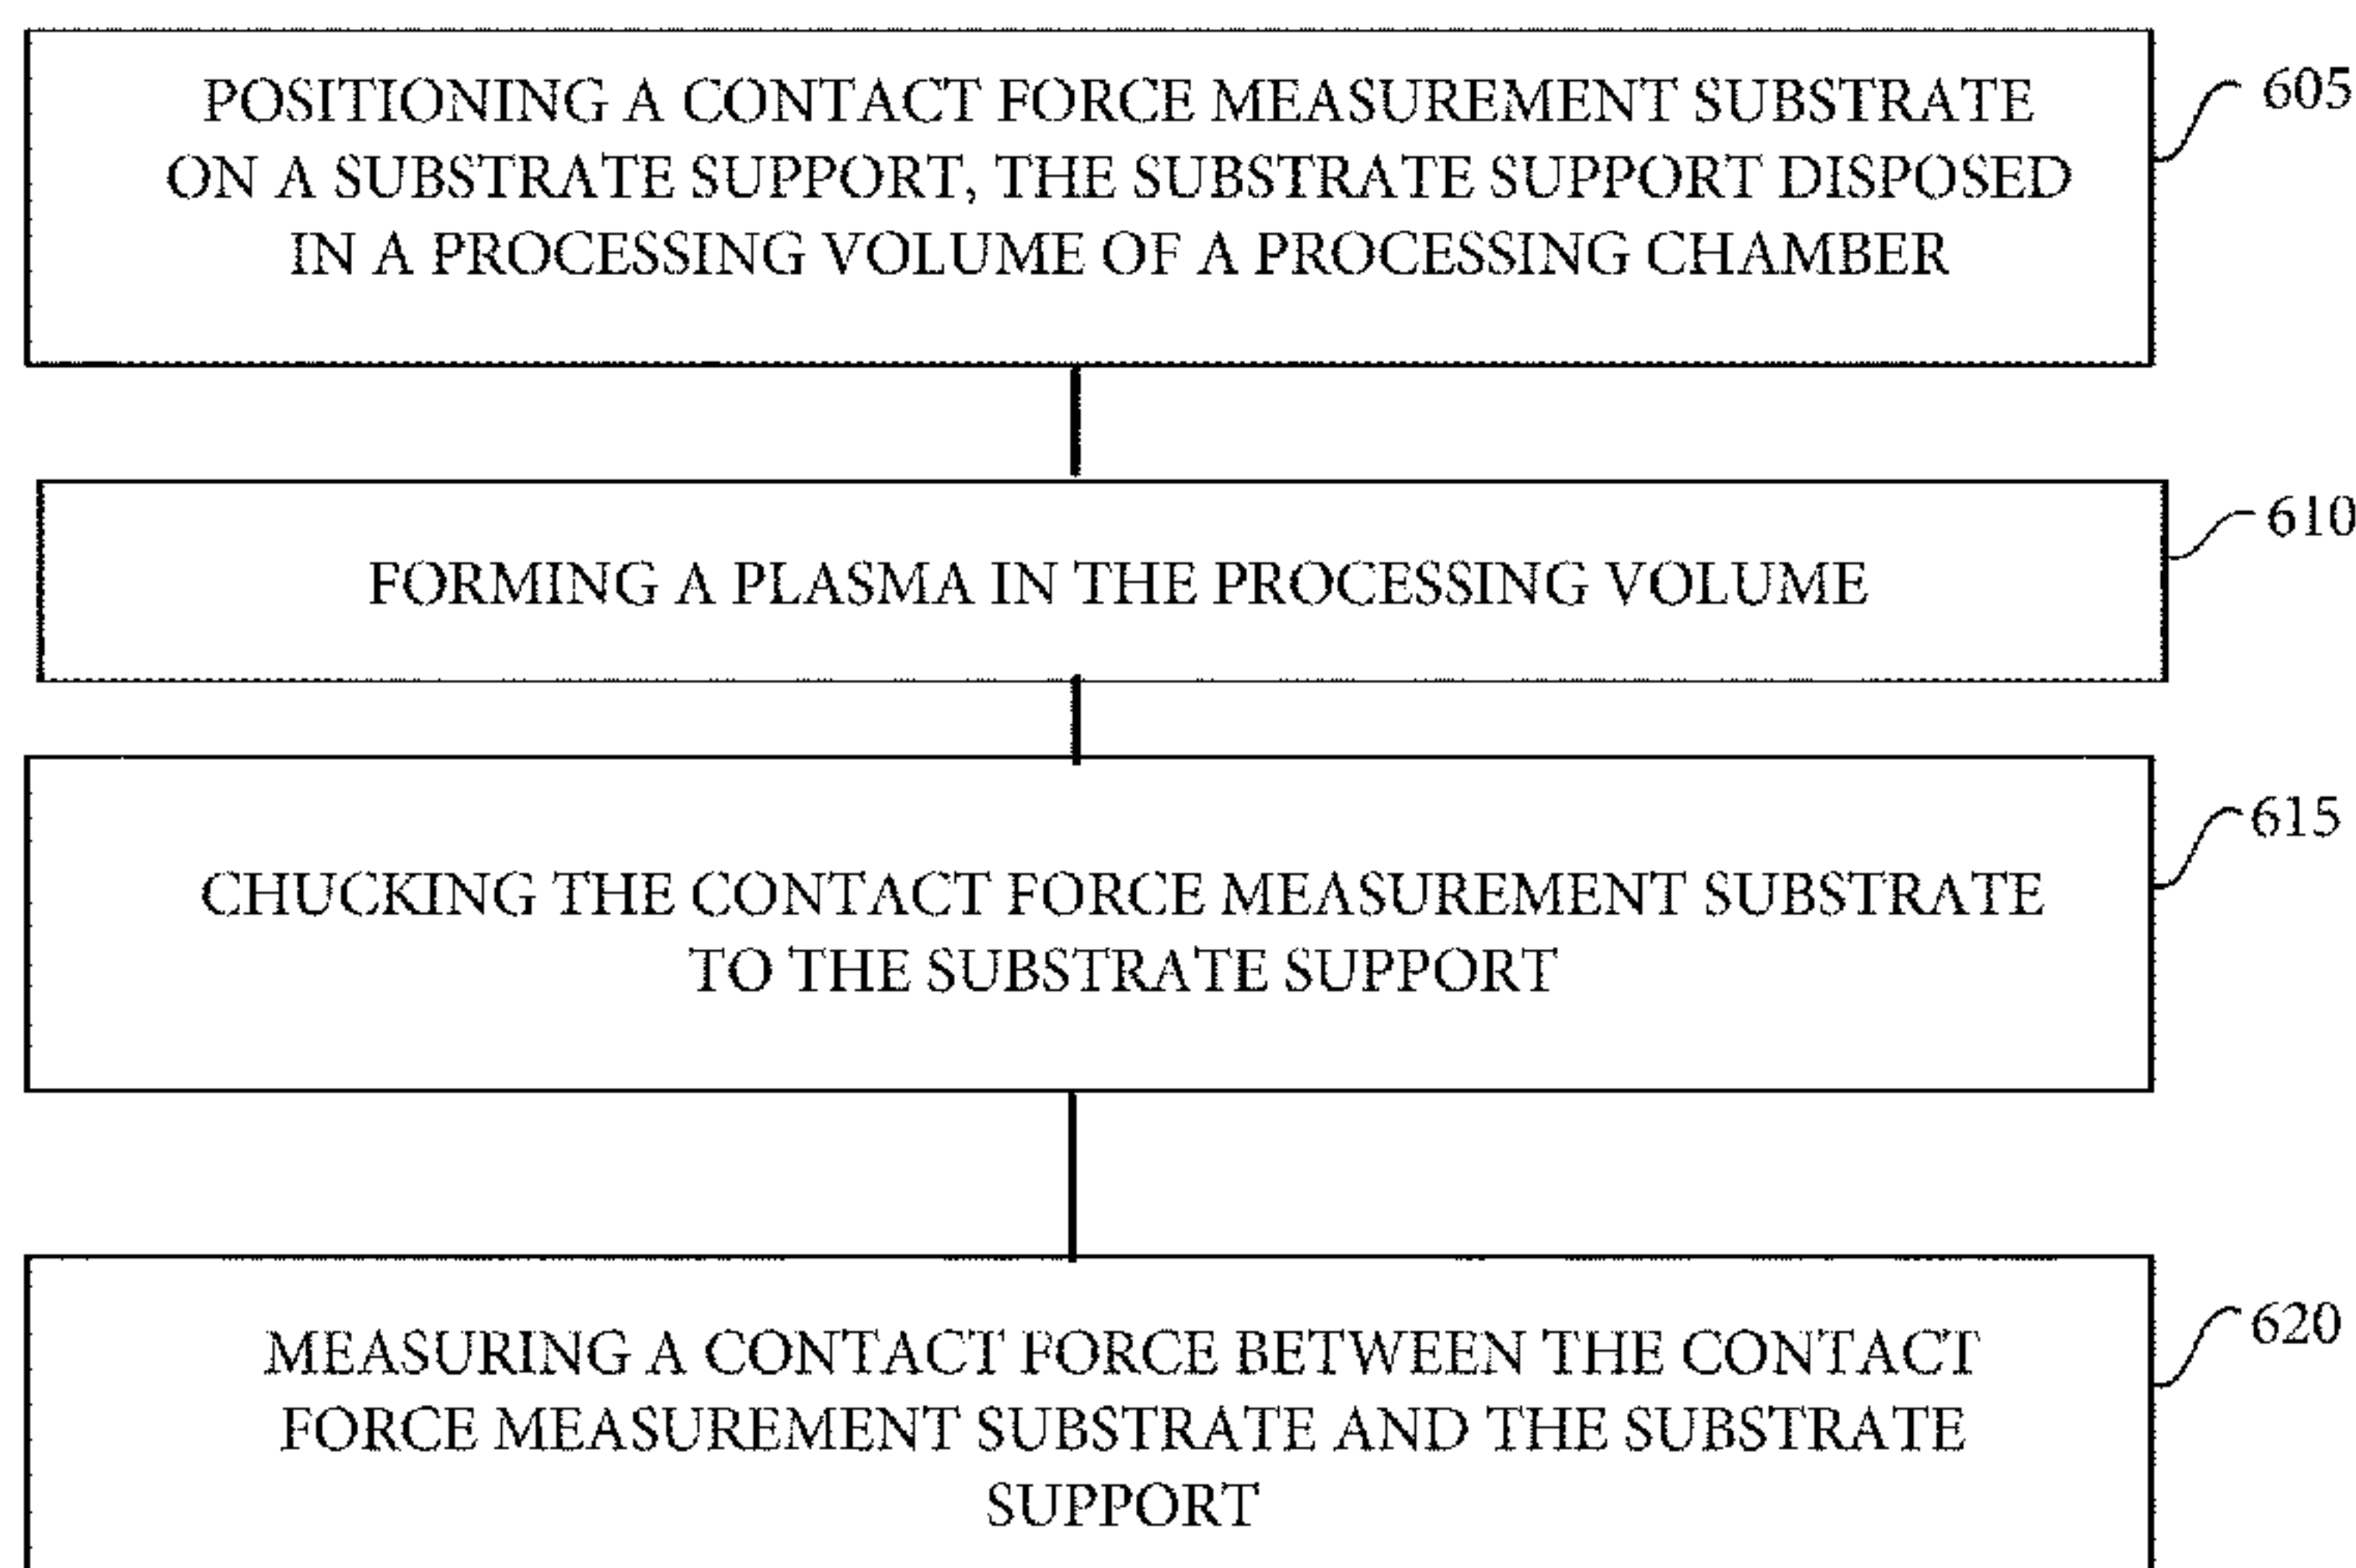 POSITIONING A CONTACT FORCE MEASUREMENT SUBSTRATE
ON A SUBSTRATE SUPPORT, THE SUBSTRATE SUPPORT DISPOSED
IN A PROCESSING VOLUME OF A PROCESSING CHAMBER
605
FORMING A PLASMA IN THE PROCESSING VOLUME
610
CHUCKING THE CONTACT FORCE MEASUREMENT SUBSTRATE
TO THE SUBSTRATE SUPPORT
615
MEASURING A CONTACT FORCE BETWEEN THE CONTACT
FORCE MEASUREMENT SUBSTRATE AND THE SUBSTRATE
SUPPORT
620